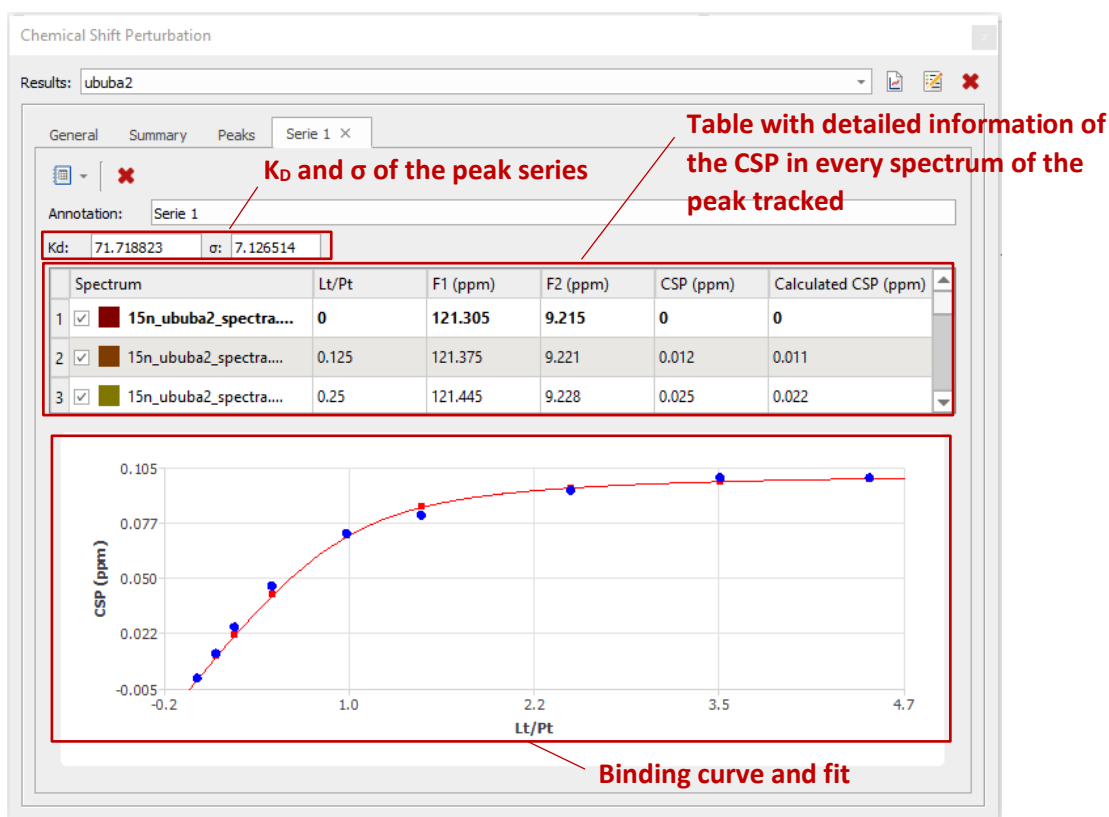 Chemical Shift Perturbation
Results: ububa2
General Summary Peaks Serie 1
Table with detailed information of
the CSP in every spectrum of the
peak tracked
K_D and σ of the peak series
Annotation: Serie 1
Kd: 71.718823 σ: 7.126514
Spectrum Lt/Pt F1 (ppm) F2 (ppm) CSP (ppm) Calculated CSP (ppm)
1 15n_ububa2_spectra.... 0 121.305 9.215 0 0
2 15n_ububa2_spectra.... 0.125 121.375 9.221 0.012 0.011
3 15n_ububa2_spectra.... 0.25 121.445 9.228 0.025 0.022
0.105
0.077
0.050
0.022
-0.005
CSP (ppm)
-0.2 1.0 2.2 3.5 4.7
Lt/Pt
Binding curve and fit